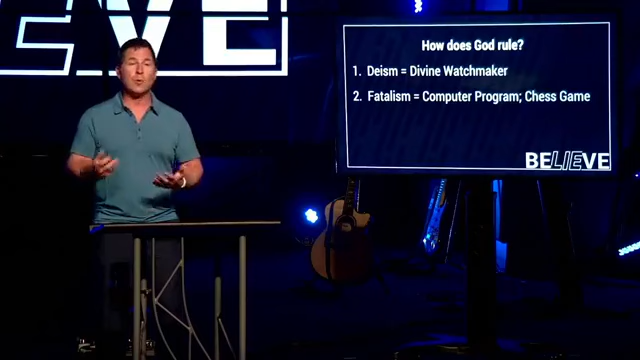 EVE
How does God rule?
1. Deism = Divine Watchmaker
2. Fatalism = Computer Program; Chess Game
BELIEVE